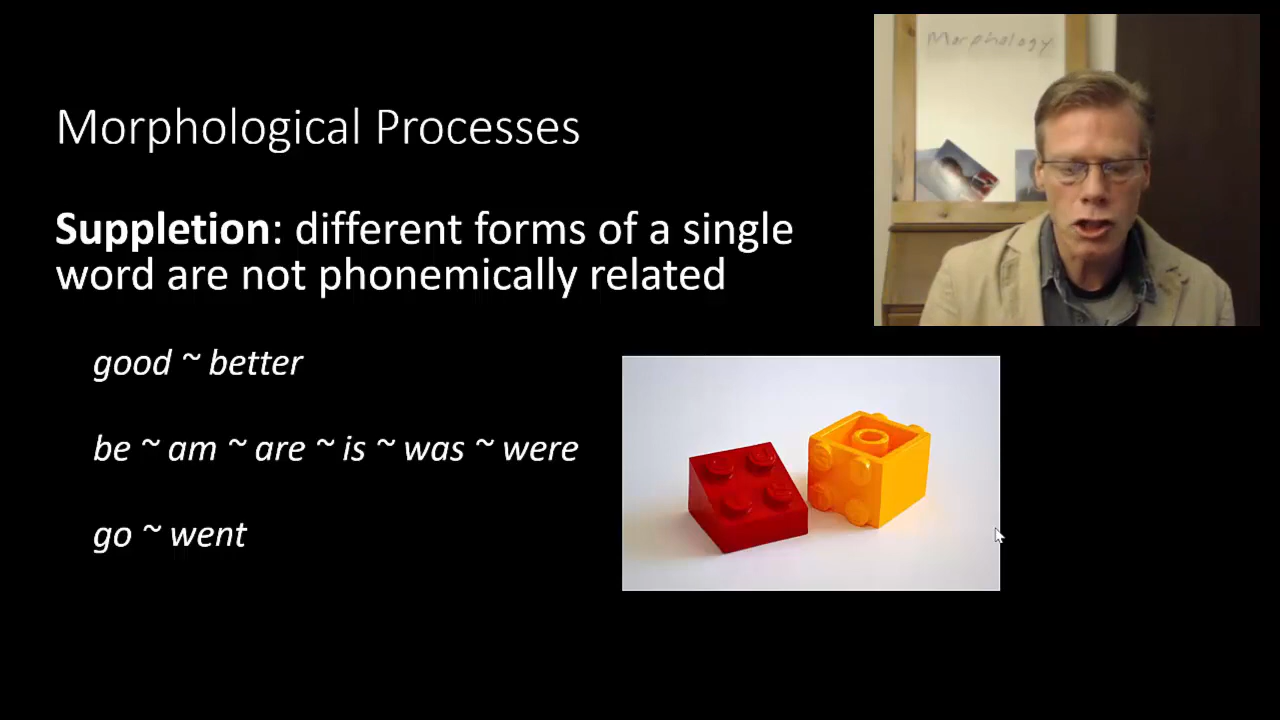 Morphology
Morphological Processes
Suppletion: different forms of a single
word are not phonemically related
good ~ better
be ~ am ~ are ~ is ~ was ~ were
go ~ went